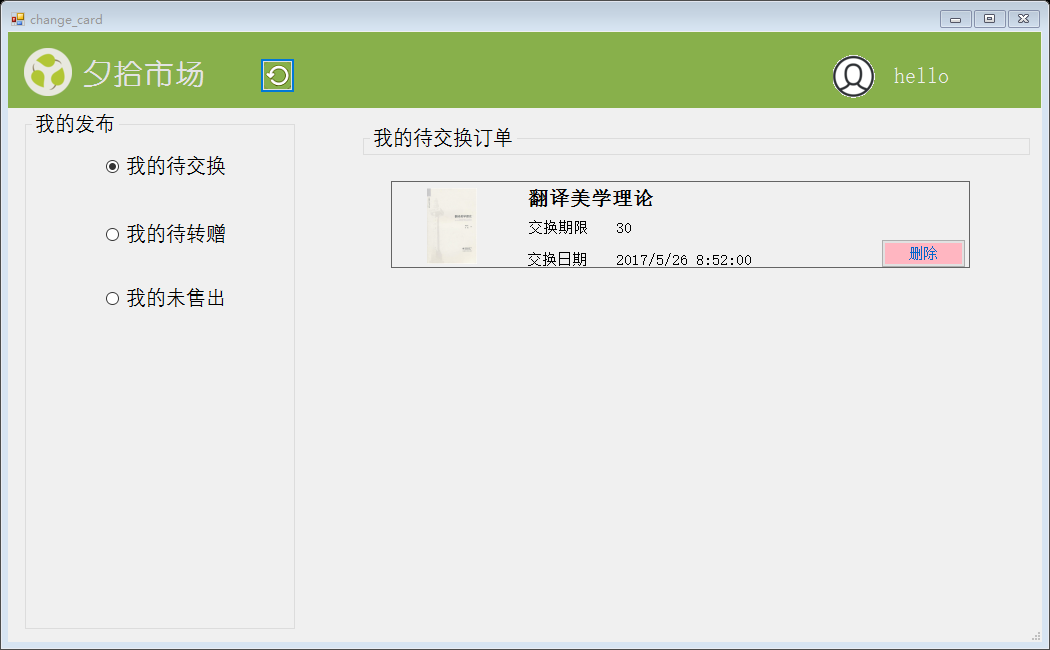 change_card
夕拾市场
hello
我的发布
我的待交换
我的待转赠
我的未售出
我的待交换订单
翻译美学理论
交换期限 30
交换日期 2017/5/26 8:52:00
删除